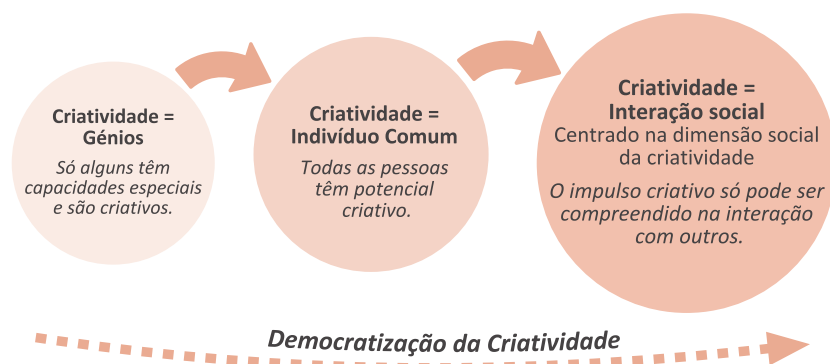 Criatividade =
Génios
Só alguns têm
capacidades especiais
e são criativos.
Criatividade =
Indivíduo Comum
Todas as pessoas
têm potencial
criativo.
Criatividade =
Interação social
Centrado na dimensão social
da criatividade
O impulso criativo só pode ser
compreendido na interação
com outros.
Democratização da Criatividade